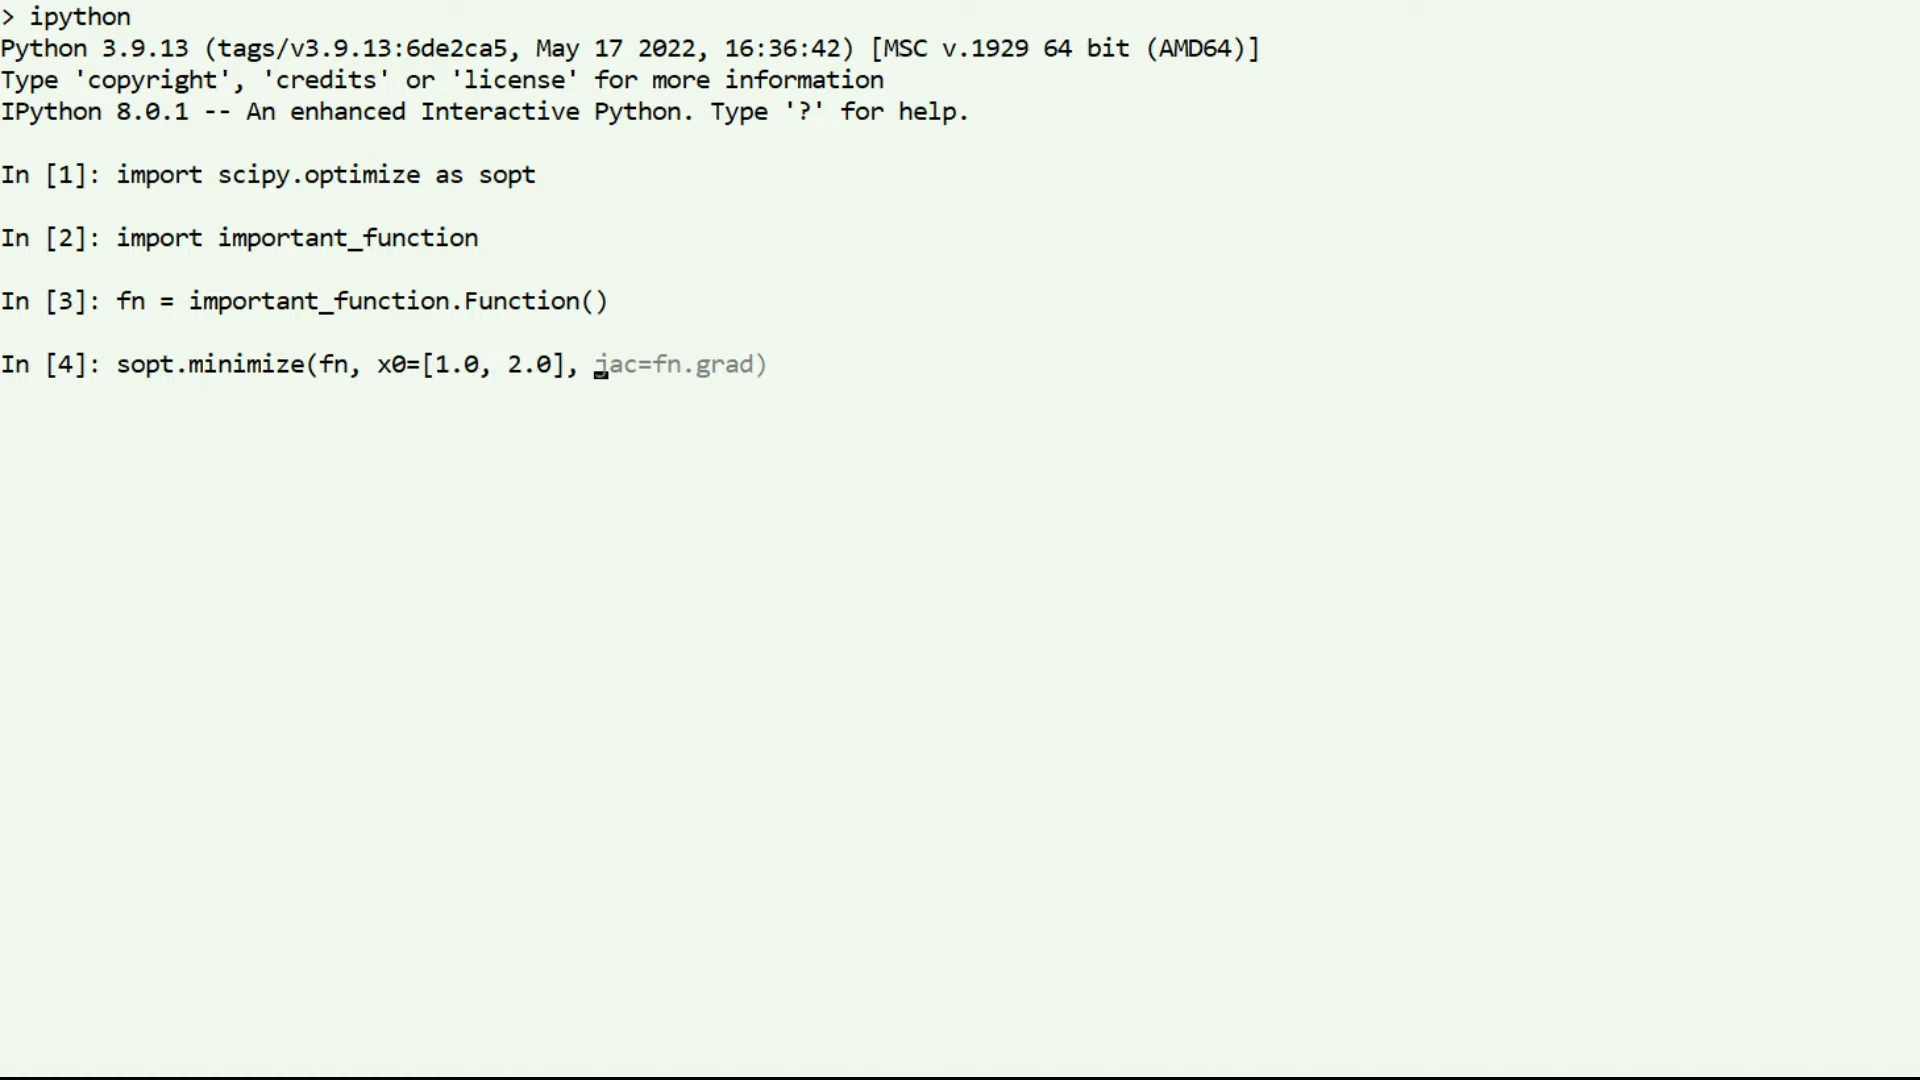 > ipython
Python 3.9.13 (tags/v3.9.13:6de2ca5, May 17 2022, 16:36:42) [MSC v.1929 64 bit (AMD64)]
Type 'copyright', 'credits' or 'license' for more information
IPython 8.0.1 -- An enhanced Interactive Python. Type '?' for help.
In [1]: import scipy.optimize as sopt
In [2]: import important_function
In [3]: fn = important_function.Function()
In [4]: sopt.minimize(fn, x0=[1.0, 2.0], jac=fn.grad)